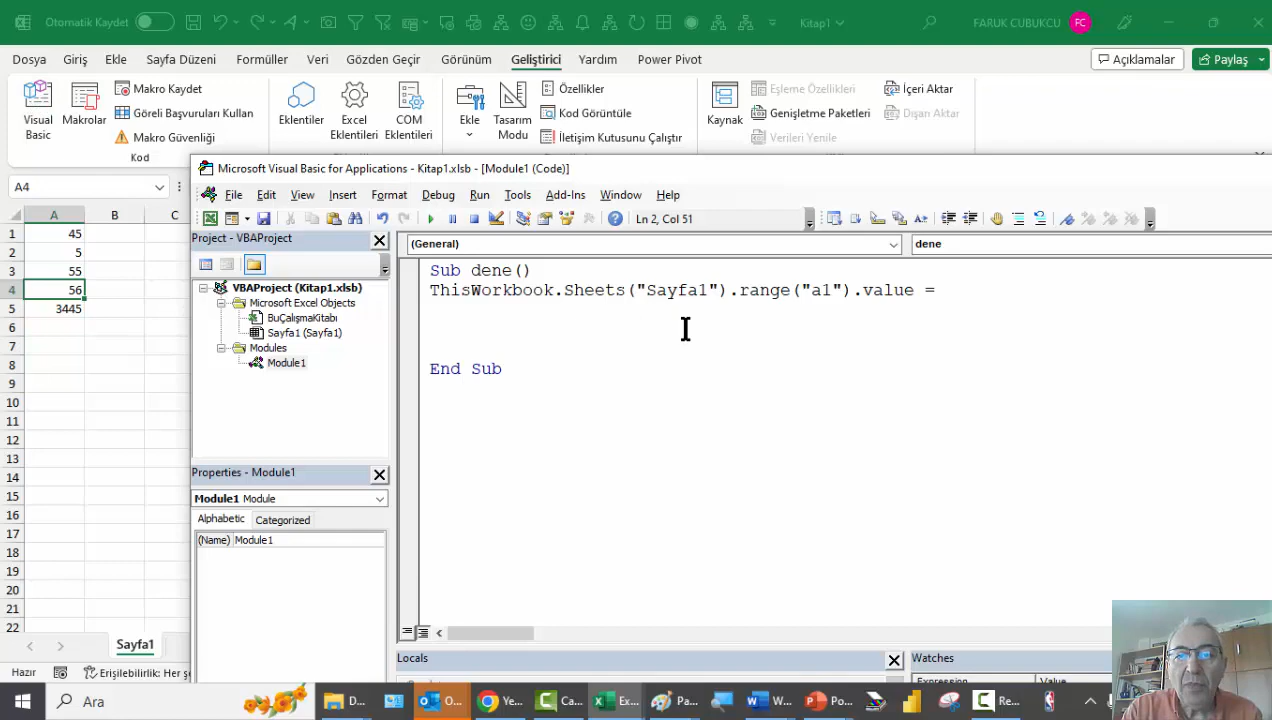 Otomatik Kaydet
Kitap1
FARUK CUBUKCU
FC
Dosya
Giriş
Ekle
Sayfa Düzeni
Formüller
Veri
Gözden Geçir
Görünüm
Geliştirici
Yardım
Power Pivot
Açıklamalar
Paylaş
Visual
Basic
Makrolar
Makro Kaydet
Göreli Başvuruları Kullan
Makro Güvenliği
Kod
Eklentiler
Excel
Eklentileri
COM
Eklentileri
Ekle
Tasarım
Modu
Özellikler
Kod Görüntüle
İletişim Kutusunu Çalıştır
Kaynak
Eşleme Özellikleri
Genişletme Paketleri
Verileri Yenile
İçeri Aktar
Dışarı Aktar
A4
Microsoft Visual Basic for Applications - Kitap1.xlsb - [Module1 (Code)]
File Edit View Insert Format Debug Run Tools Add-Ins Window Help
Ln 2, Col 51
A B C
1 45
2 5
3 55
4 56
5 3445
6
7
8
9
10
11
12
13
14
15
16
17
18
19
20
21
22
Project - VBAProject
VBAProject (Kitap1.xlsb)
Microsoft Excel Objects
BuÇalışmaKitabı
Sayfa1 (Sayfa1)
Modules
Module1
Properties - Module1
Module1 Module
Alphabetic Categorized
(Name) Module1
(General)
dene
Sub dene()
ThisWorkbook.Sheets("Sayfa1").range("a1").value =
End Sub
Locals
Watches
Expression
Value
Sayfa1
Hazır
Erişilebilirlik: Her şe
Ara
D...
O...
Ye...
Ca...
Ex...
Pa...
W...
Po...
Re...